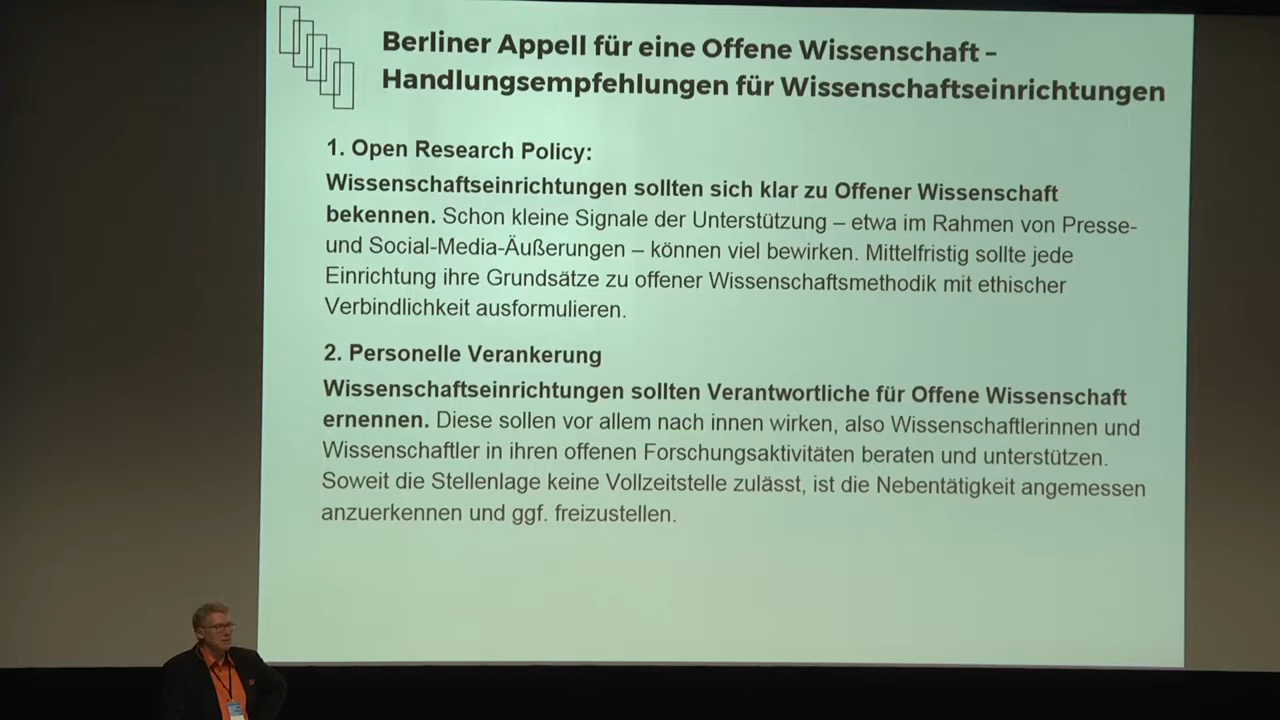 Berliner Appell für eine Offene Wissenschaft –
Handlungsempfehlungen für Wissenschaftseinrichtungen
1. Open Research Policy:
Wissenschaftseinrichtungen sollten sich klar zu Offener Wissenschaft
bekennen. Schon kleine Signale der Unterstützung – etwa im Rahmen von Presse-
und Social-Media-Äußerungen – können viel bewirken. Mittelfristig sollte jede
Einrichtung ihre Grundsätze zu offener Wissenschaftsmethodik mit ethischer
Verbindlichkeit ausformulieren.
2. Personelle Verankerung
Wissenschaftseinrichtungen sollten Verantwortliche für Offene Wissenschaft
ernennen. Diese sollen vor allem nach innen wirken, also Wissenschaftlerinnen und
Wissenschaftler in ihren offenen Forschungsaktivitäten beraten und unterstützen.
Soweit die Stellenlage keine Vollzeitstelle zulässt, ist die Nebentätigkeit angemessen
anzuerkennen und ggf. freizustellen.